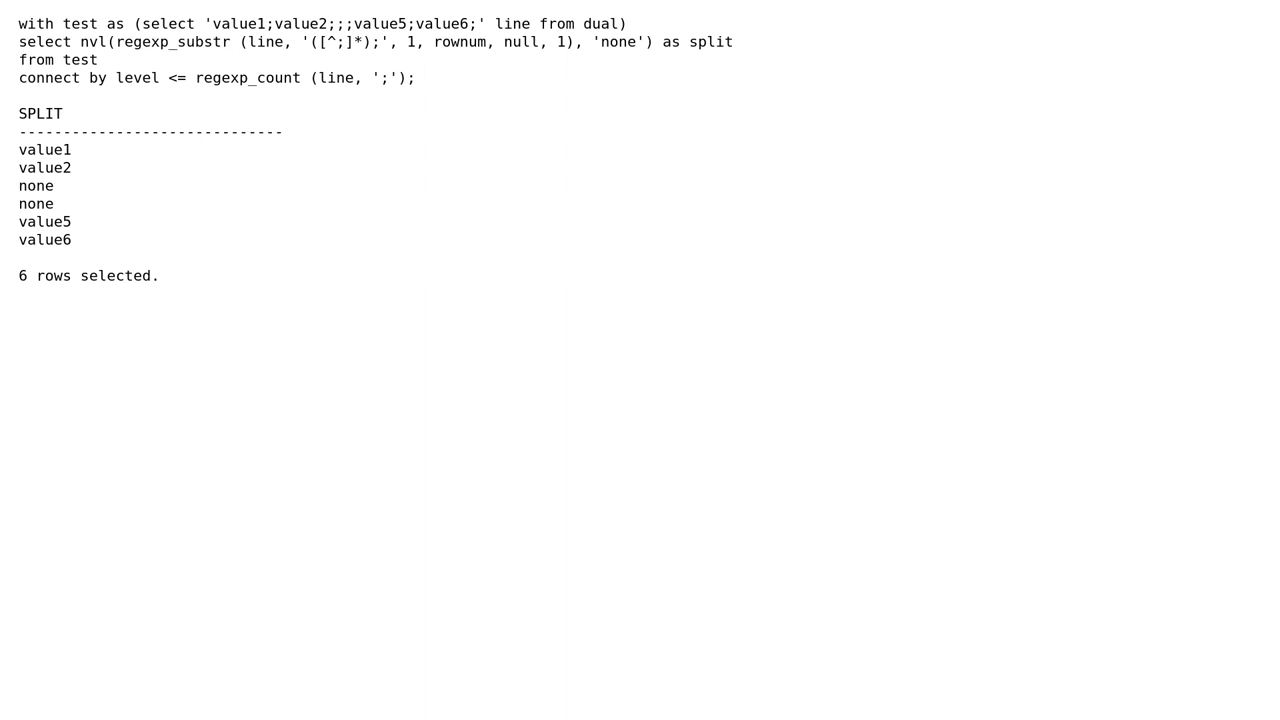 with test as (select 'value1;value2;;;value5;value6;' line from dual)
select nvl(regexp_substr (line, '([^;]*);', 1, rownum, null, 1), 'none') as split
from test
connect by level <= regexp_count (line, ';');

SPLIT
------------------------------
value1
value2
none
none
value5
value6

6 rows selected.